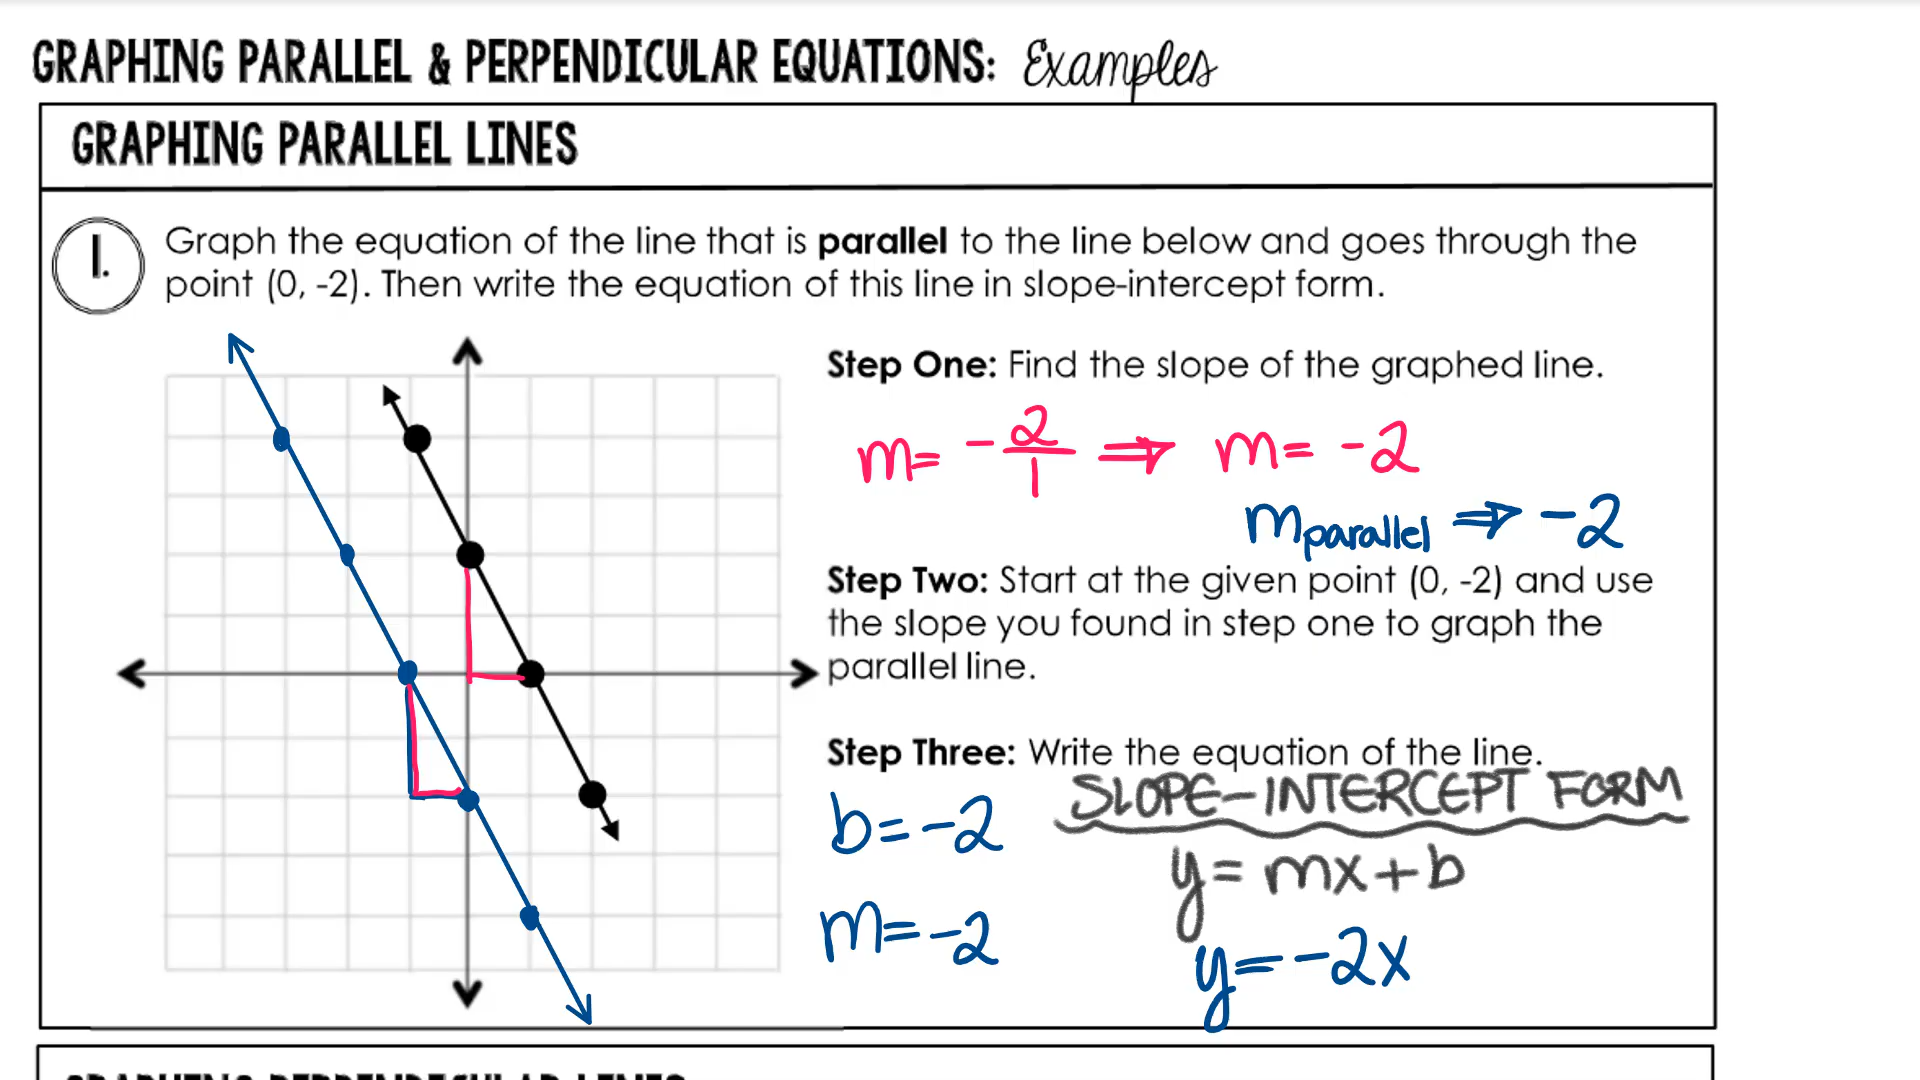 GRAPHING PARALLEL & PERPENDICULAR EQUATIONS: Examples
GRAPHING PARALLEL LINES
1. Graph the equation of the line that is parallel to the line below and goes through the
point (0, -2). Then write the equation of this line in slope-intercept form.
Step One: Find the slope of the graphed line.
m= -2/1 ⇒ m= -2
mparallel ⇒ -2
Step Two: Start at the given point (0, -2) and use
the slope you found in step one to graph the
parallel line.
Step Three: Write the equation of the line.
SLOPE-INTERCEPT FORM
b=-2
y= mx+b
m=-2
y=-2x
GRAPHING PERPENDICULAR LINES